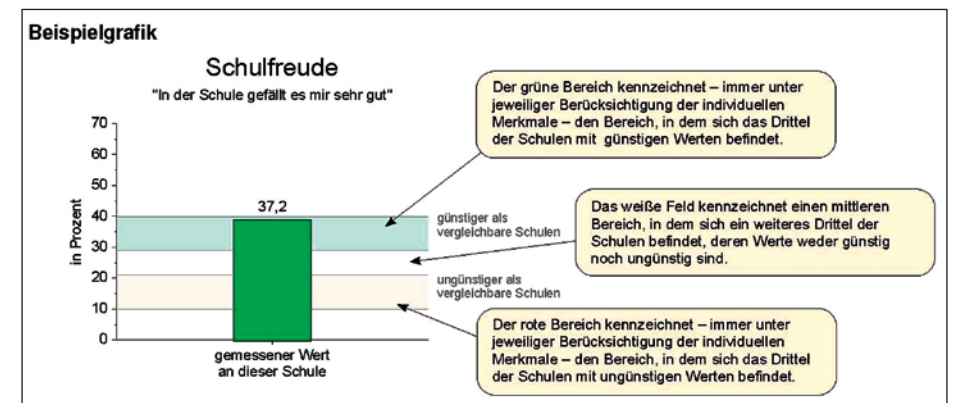 Beispielgrafik
Schulfreude
"In der Schule gefällt es mir sehr gut"
in Prozent
70
60
50
40
30
20
10
0
37,2
gemessener Wert
an dieser Schule
günstiger als
vergleichbare Schulen
ungünstiger als
vergleichbare Schulen
Der grüne Bereich kennzeichnet – immer unter
jeweiliger Berücksichtigung der individuellen
Merkmale – den Bereich, in dem sich das Drittel
der Schulen mit günstigen Werten befindet.
Das weiße Feld kennzeichnet einen mittleren
Bereich, in dem sich ein weiteres Drittel der
Schulen befindet, deren Werte weder günstig
noch ungünstig sind.
Der rote Bereich kennzeichnet – immer unter
jeweiliger Berücksichtigung der individuellen
Merkmale – den Bereich, in dem sich das Drittel
der Schulen mit ungünstigen Werten befindet.